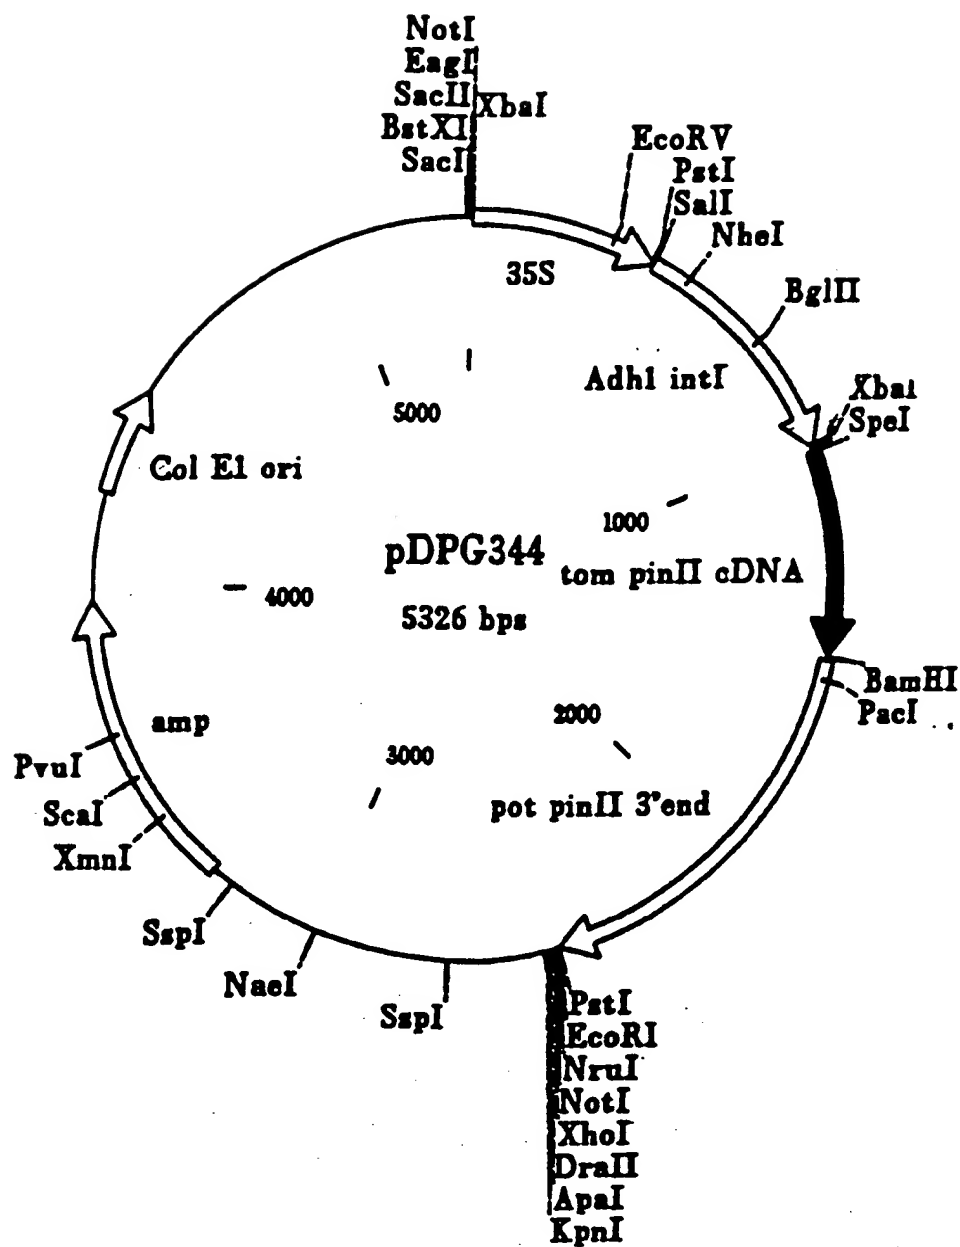 NotI
EagI
SacII
XbaI
BstXI
SacI
EcoRV
PstI
SalI
NheI
BglII
35S
Adh1 intI
XbaI
SpeI
5000
Col E1 ori
1000
pDPG344
tom pinII cDNA
4000
5326 bps
BamHI
PacI
2000
amp
3000
PvuI
ScaI
XmnI
pot pinII 3'end
SspI
NaeI
SspI
PstI
EcoRI
NruI
NotI
XhoI
DraII
ApaI
KpnI